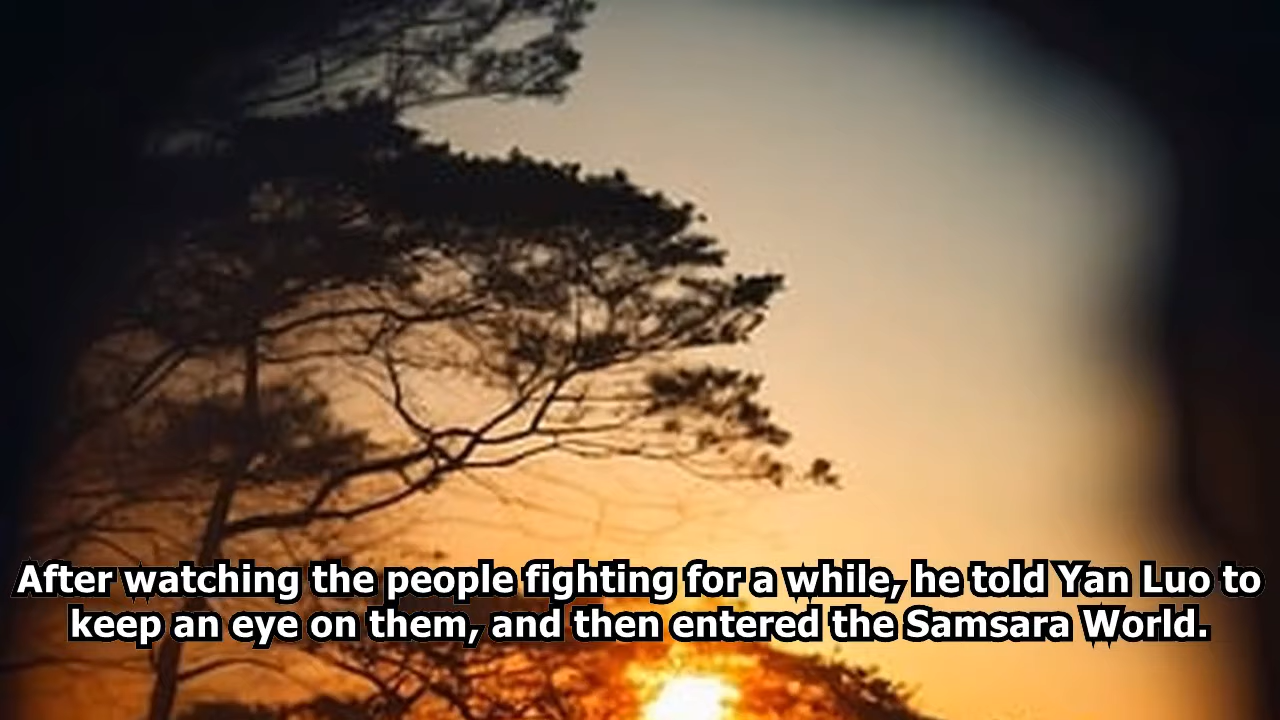 After watching the people fighting for a while, he told Yan Luo to
keep an eye on them, and then entered the Samsara World.